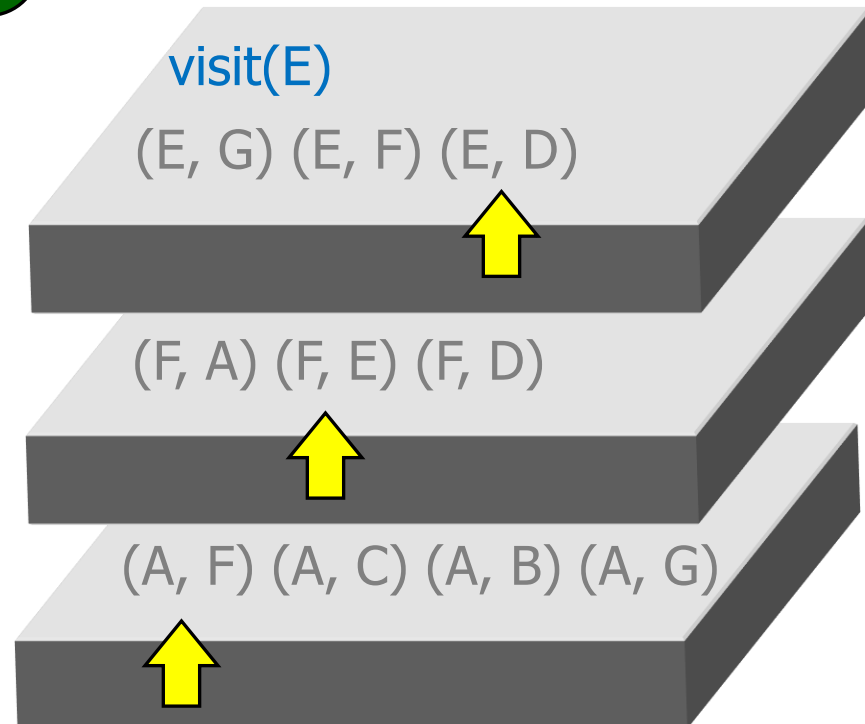 visit(E)
(E, G) (E, F) (E, D)
(F, A) (F, E) (F, D)
(A, F) (A, C) (A, B) (A, G)